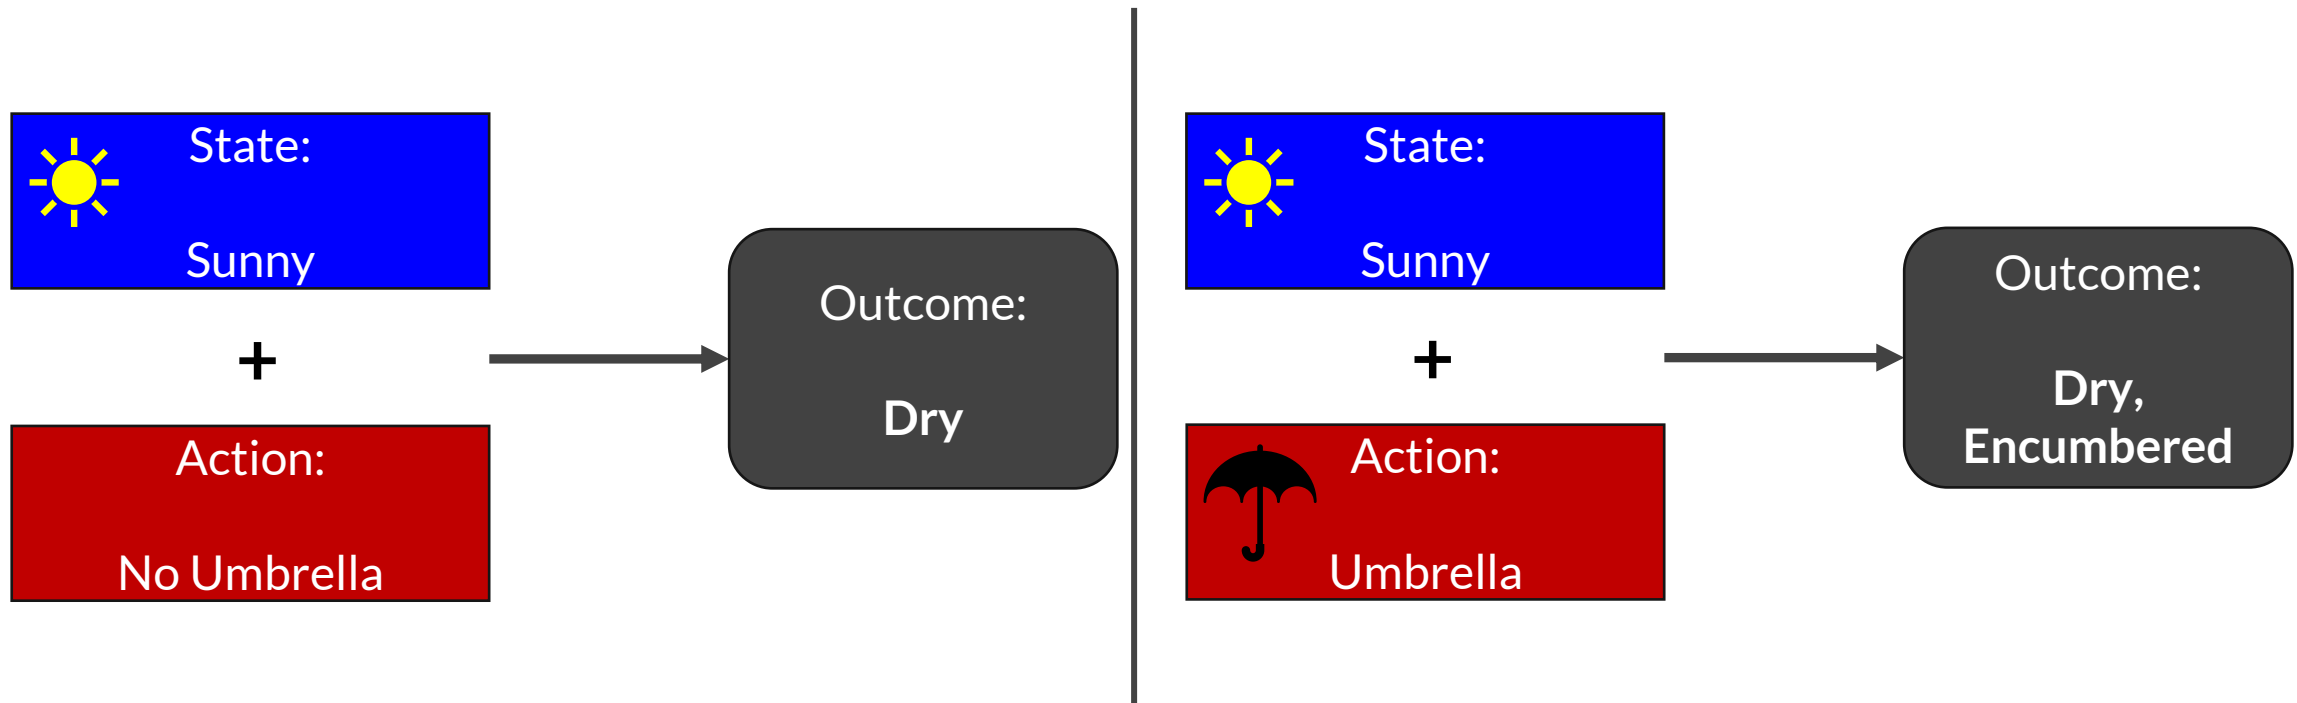 State:
Sunny
+
Action:
No Umbrella
Outcome:
Dry
State:
Sunny
+
Action:
Umbrella
Outcome:
Dry,
Encumbered